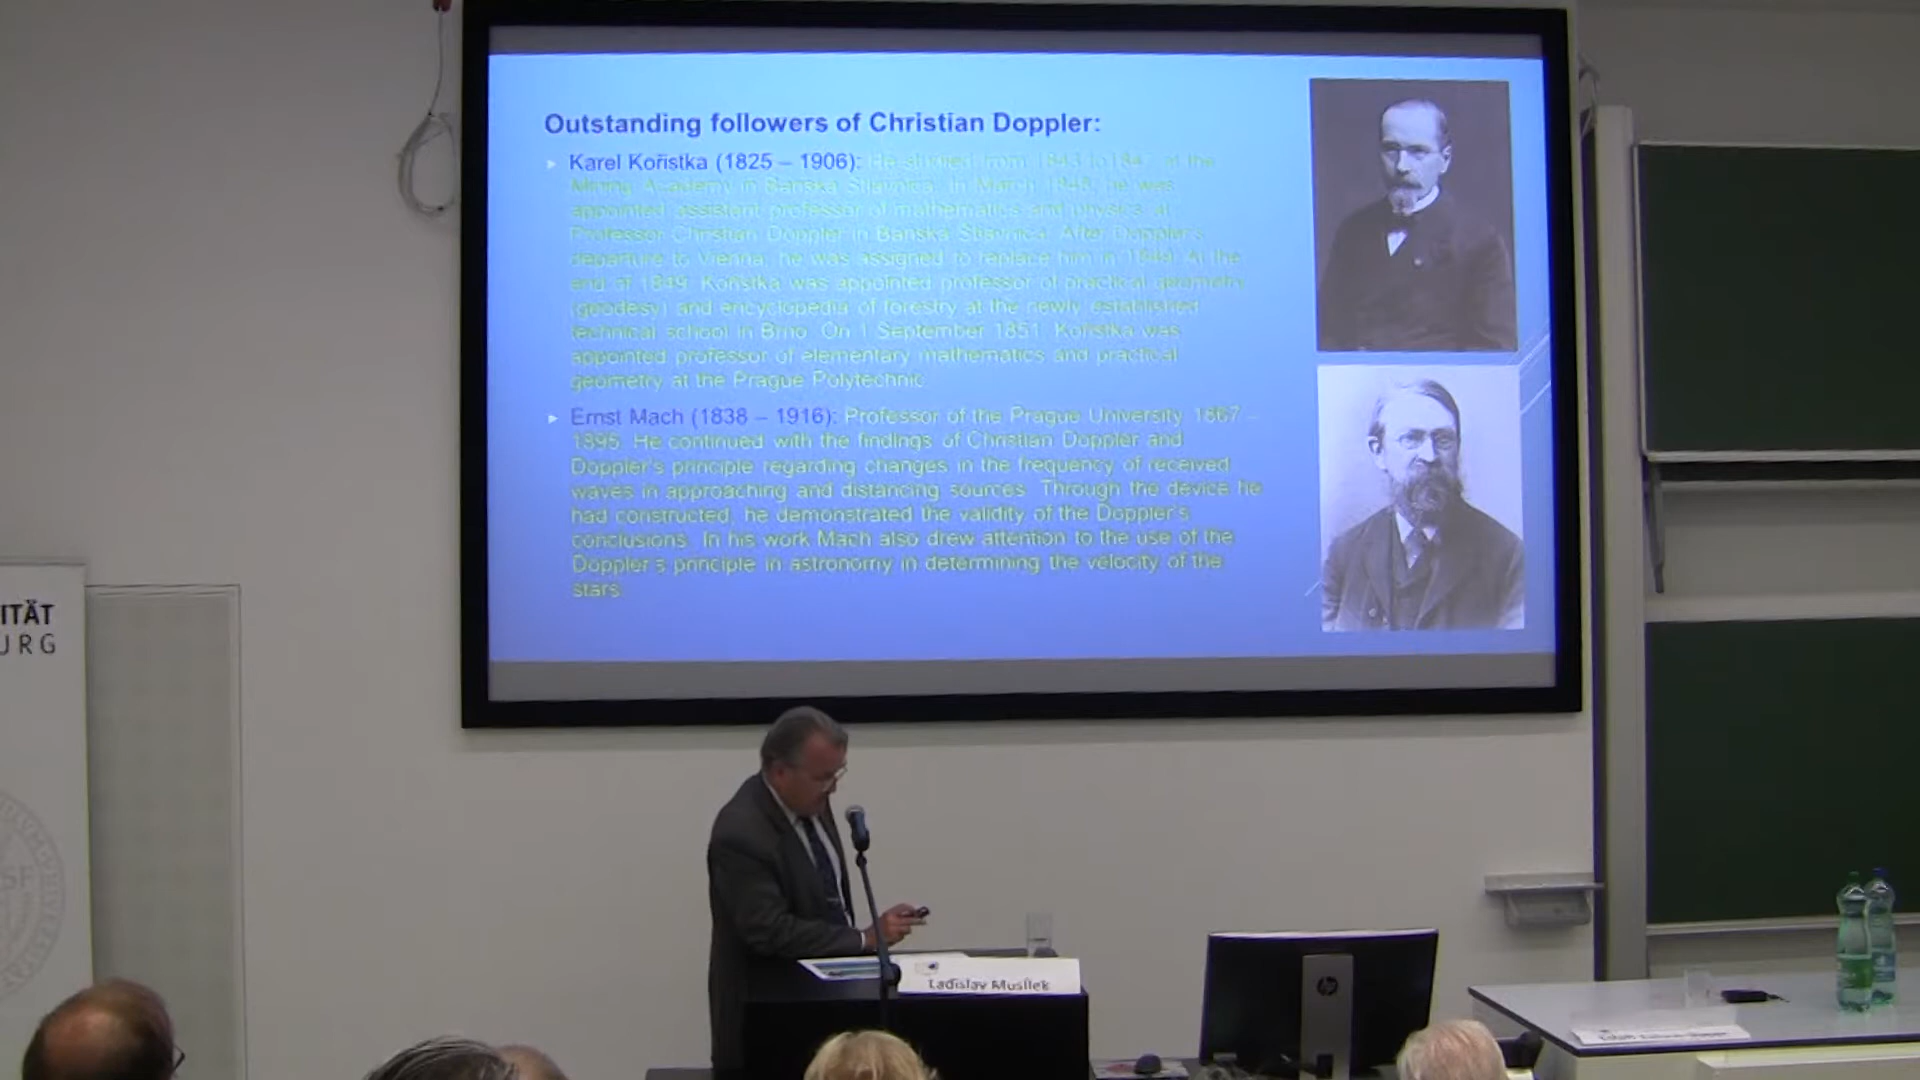 Outstanding followers of Christian Doppler:
Karel Kořistka (1825 – 1906): He studied from 1843 to 184 at the
Mining Academy in Banská Štiavnica. In March 1848, he was
appointed assistant professor of mathematics and physics at
Professor Christian Doppler in Banská Štiavnica. After Doppler's
departure to Vienna, he was assigned to replace him in 1849. At the
end of 1849, Kořistka was appointed professor of practical geometry
(geodesy) and encyclopedia of forestry at the newly established
technical school in Brno. On 1 September 1851, Kořistka was
appointed professor of elementary mathematics and practical
geometry at the Prague Polytechnic.
Ernst Mach (1838 – 1916): Professor of the Prague University 1867 –
1895. He continued with the findings of Christian Doppler and
Doppler's principle regarding changes in the frequency of received
waves in approaching and distancing sources. Through the device he
had constructed, he demonstrated the validity of the Doppler's
conclusions. In his work Mach also drew attention to the use of the
Doppler's principle in astronomy in determining the velocity of the
stars.
ITÄT
URG
Ladislav Musílek
hp